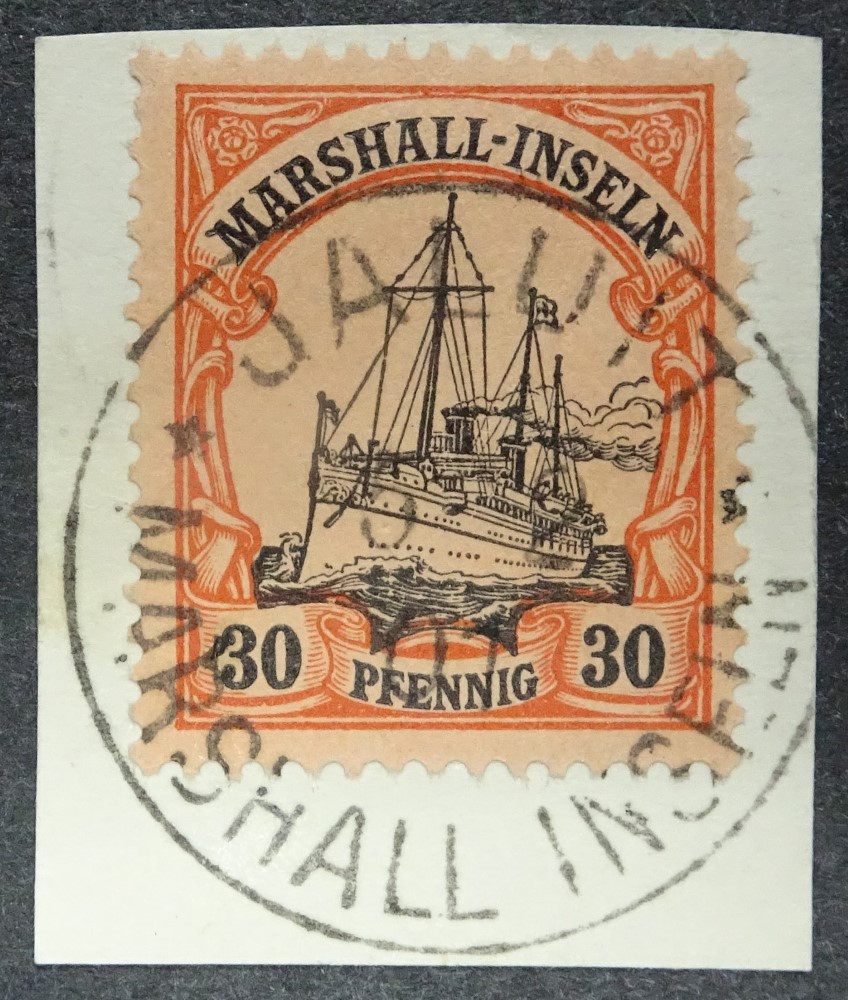 MARSHALL-INSELN
JALUIT
30 PFENNIG 30
MARSHALL INSELN